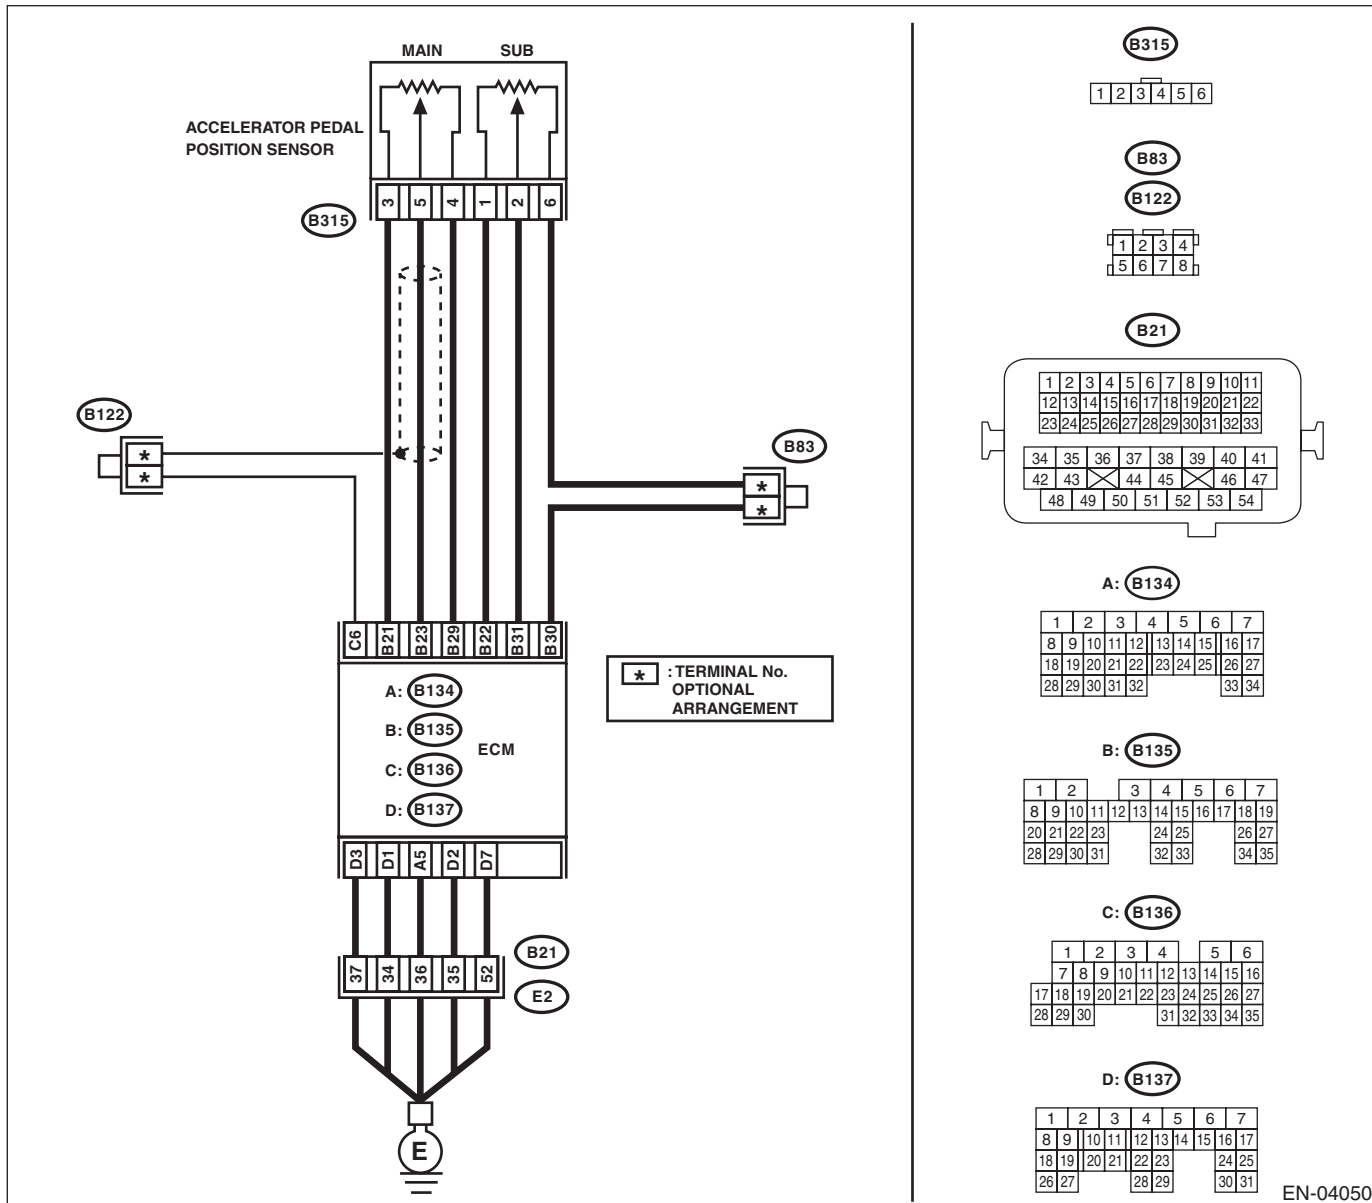 MAIN SUB
ACCELERATOR PEDAL
POSITION SENSOR
3 5 4 1 2 6
B315
B122
*
*
B83
*
*
C6 B21 B23 B29 B22 B31 B30
A: B134
B: B135
ECM
C: B136
D: B137
* : TERMINAL No.
OPTIONAL
ARRANGEMENT
D3 D1 A5 D2 D7
B21
37 34 36 35 52
E2
E
B315
1 2 3 4 5 6
B83
B122
1 2 3 4
5 6 7 8
B21
1 2 3 4 5 6 7 8 9 10 11
12 13 14 15 16 17 18 19 20 21 22
23 24 25 26 27 28 29 30 31 32 33
34 35 36 37 38 39 40 41
42 43 44 45 46 47
48 49 50 51 52 53 54
A: B134
1 2 3 4 5 6 7
8 9 10 11 12 13 14 15 16 17
18 19 20 21 22 23 24 25 26 27
28 29 30 31 32 33 34
B: B135
1 2 3 4 5 6 7
8 9 10 11 12 13 14 15 16 17 18 19
20 21 22 23 24 25 26 27
28 29 30 31 32 33 34 35
C: B136
1 2 3 4 5 6
7 8 9 10 11 12 13 14 15 16
17 18 19 20 21 22 23 24 25 26 27
28 29 30 31 32 33 34 35
D: B137
1 2 3 4 5 6 7
8 9 10 11 12 13 14 15 16 17
18 19 20 21 22 23 24 25
26 27 28 29 30 31
EN-04050